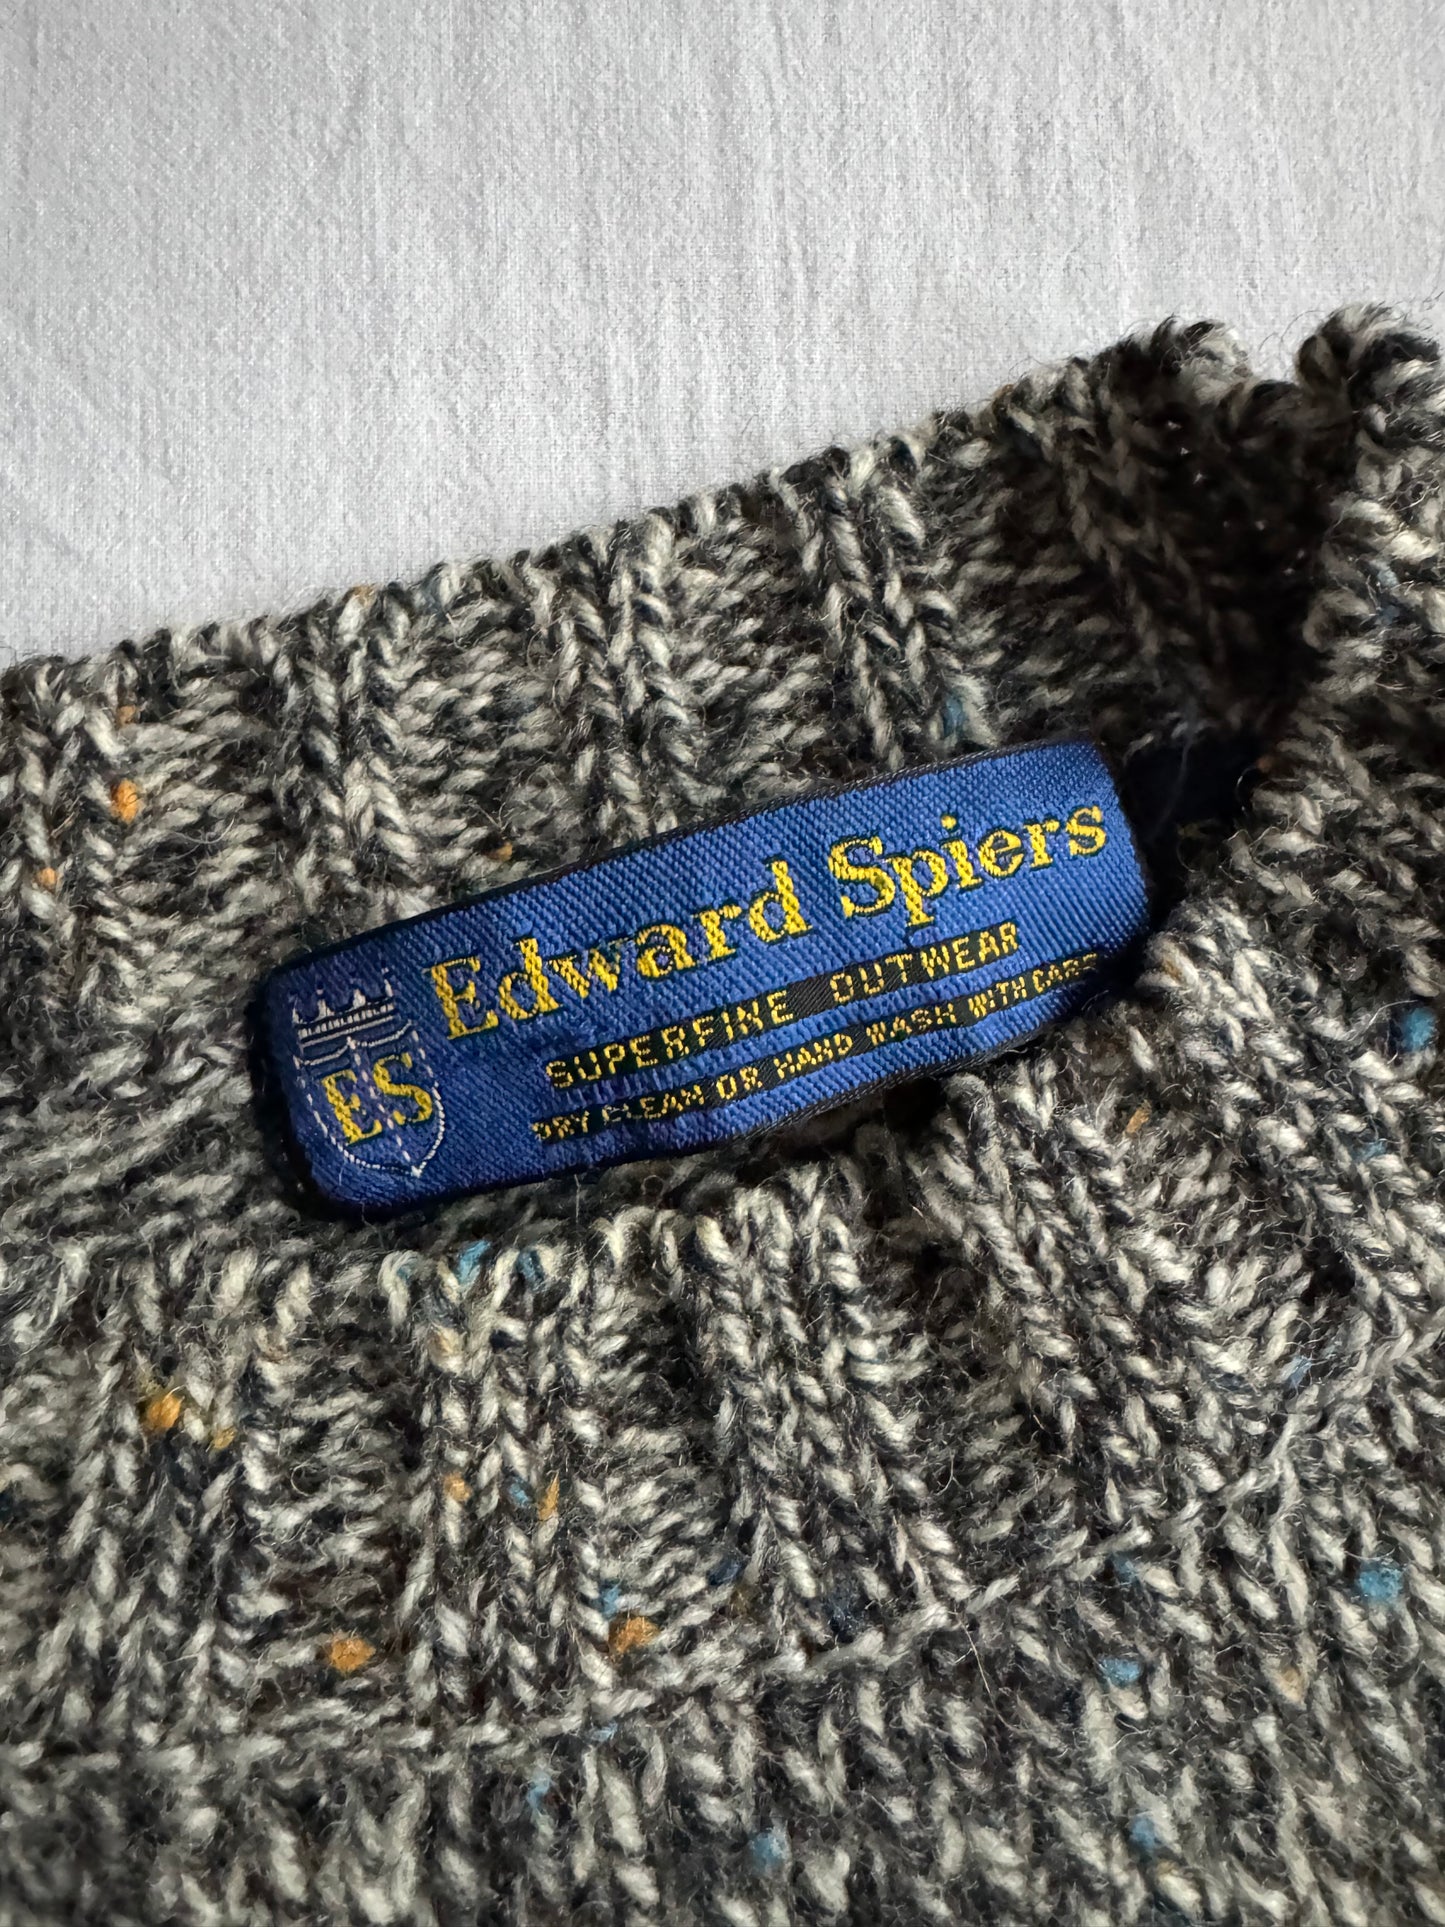 Edward Spiers
ES
SUPERFINE OUTWEAR
DRY CLEAN OR HAND WASH WITH CARE